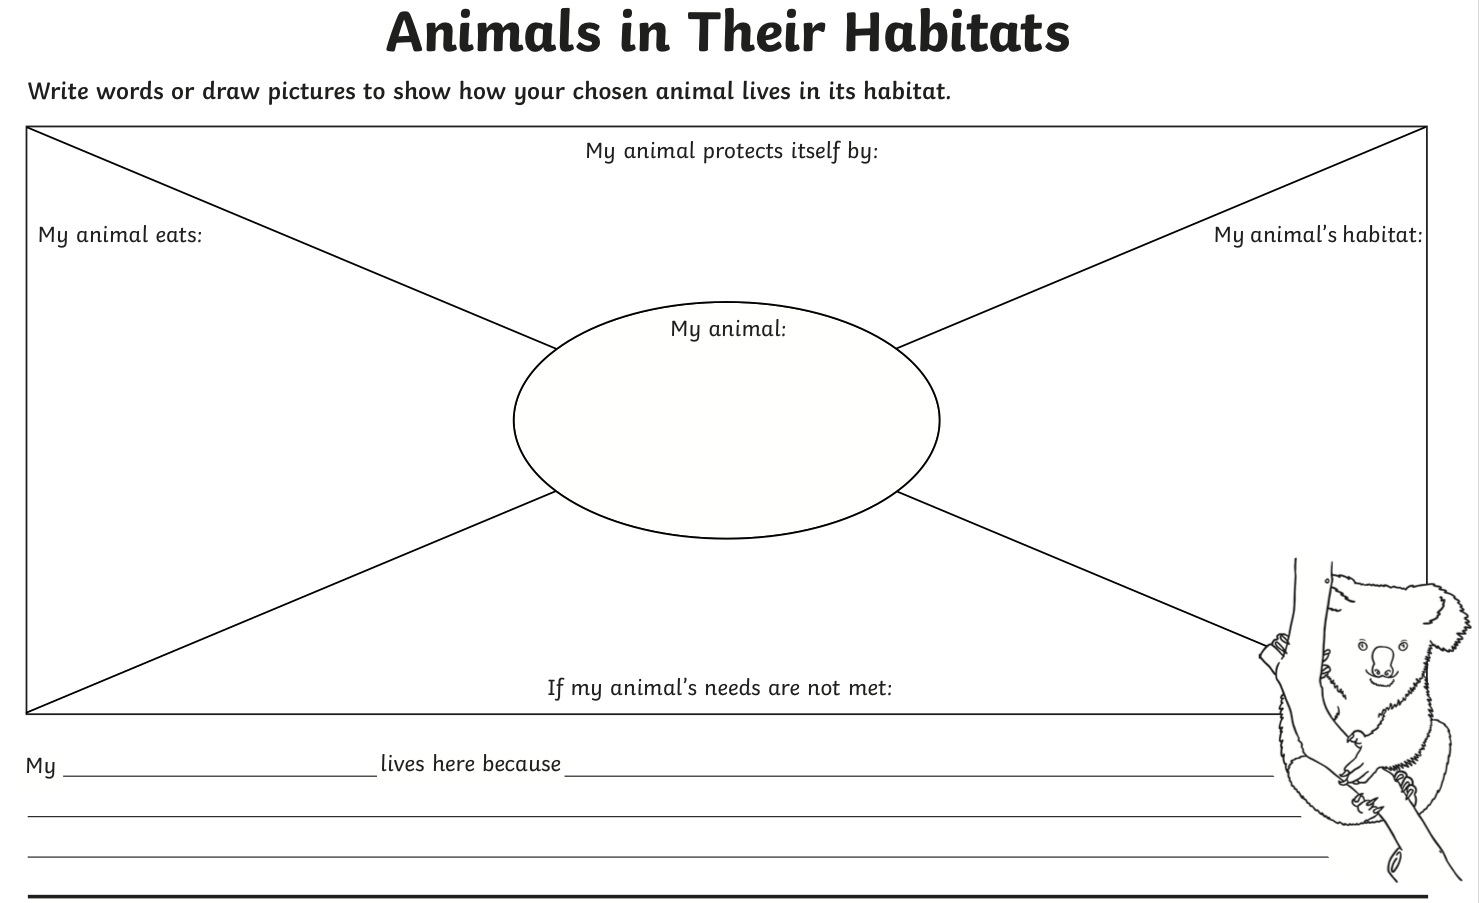 Animals in Their Habitats
Write words or draw pictures to show how your chosen animal lives in its habitat.
My animal protects itself by:
My animal eats:
My animal's habitat:
My animal:
If my animal's needs are not met:
My ____________ lives here because ____________